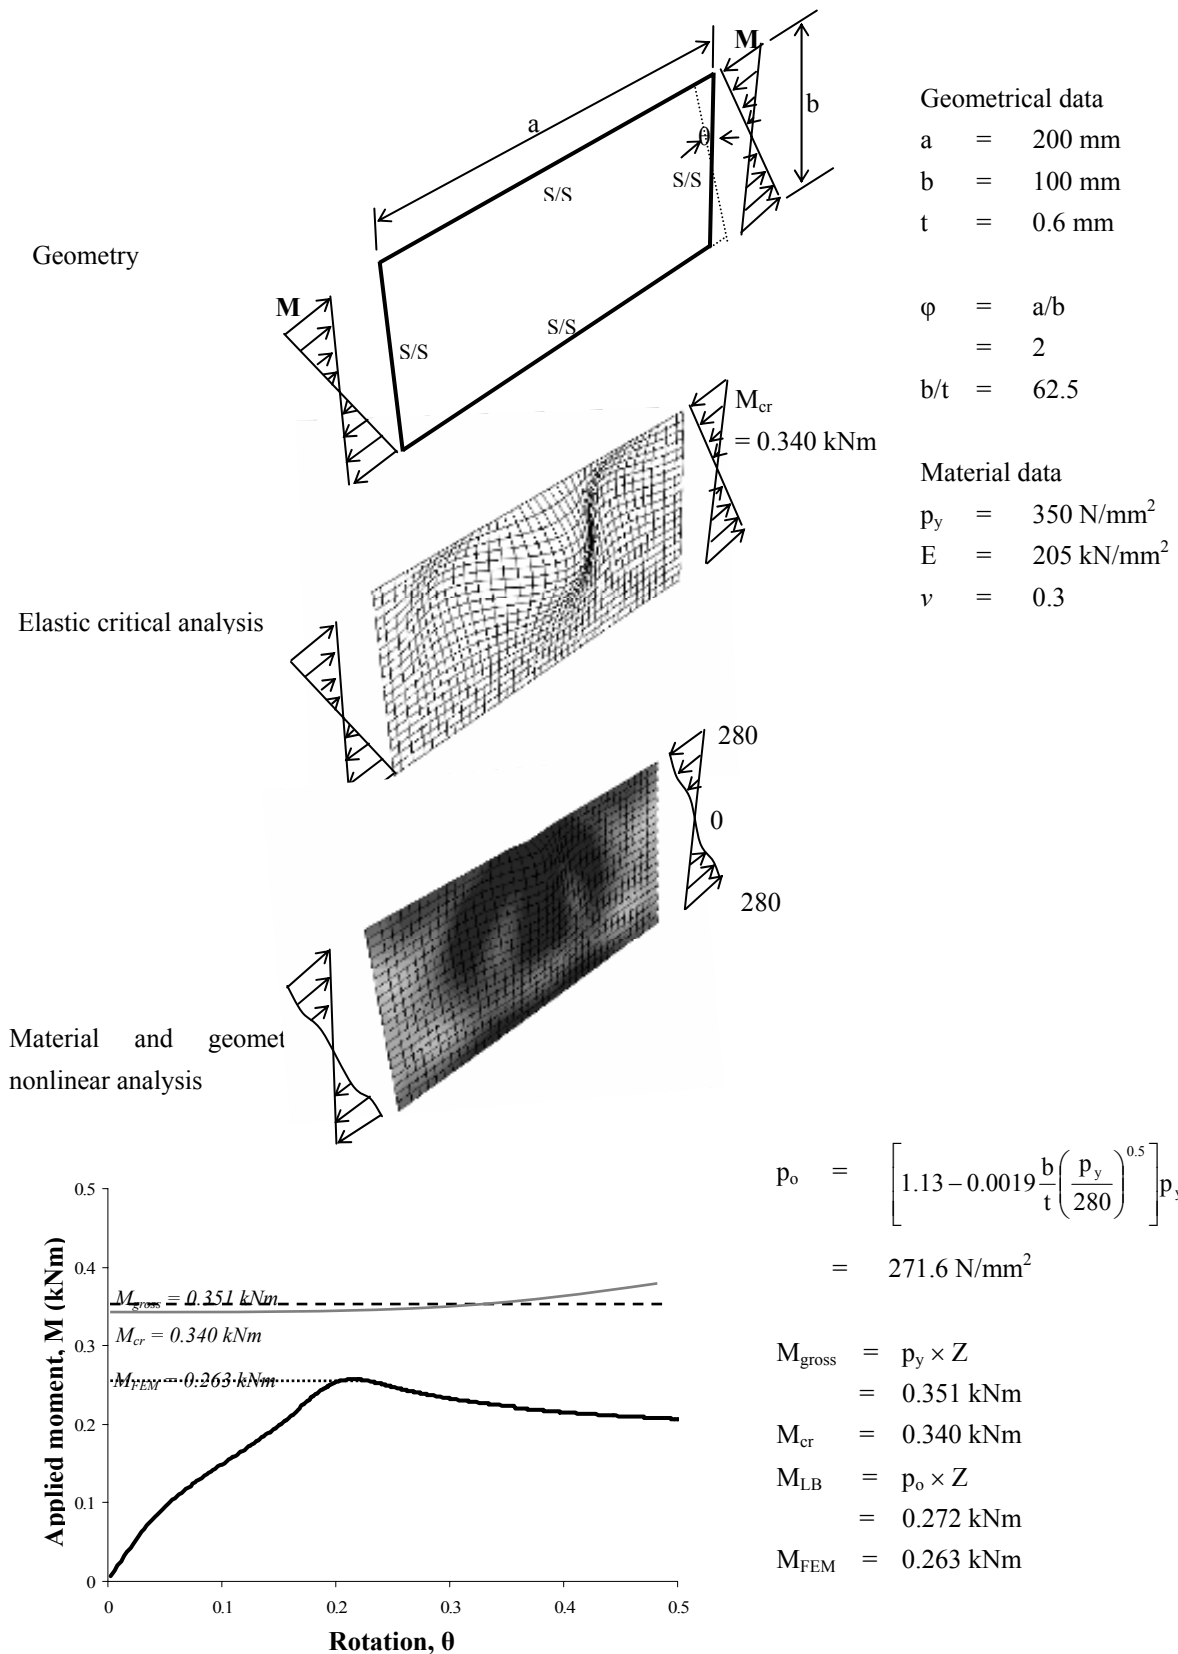 M
a
b
θ
S/S
S/S
S/S
S/S
M
Geometry
Geometrical data
a = 200 mm
b = 100 mm
t = 0.6 mm
φ = a/b
= 2
b/t = 62.5
Material data
p_y = 350 N/mm²
E = 205 kN/mm²
ν = 0.3
M_cr
= 0.340 kNm
Elastic critical analysis
280
0
280
Material and geomet
nonlinear analysis
p_o = [1.13 − 0.0019 b/t (p_y/280)^0.5] p_y
= 271.6 N/mm²
M_gross = p_y × Z
= 0.351 kNm
M_cr = 0.340 kNm
M_LB = p_o × Z
= 0.272 kNm
M_FEM = 0.263 kNm
Applied moment, M (kNm)
0.5
0.4
0.3
0.2
0.1
0
M_gross = 0.351 kNm
M_cr = 0.340 kNm
M_FEM = 0.263 kNm
0 0.1 0.2 0.3 0.4 0.5
Rotation, θ